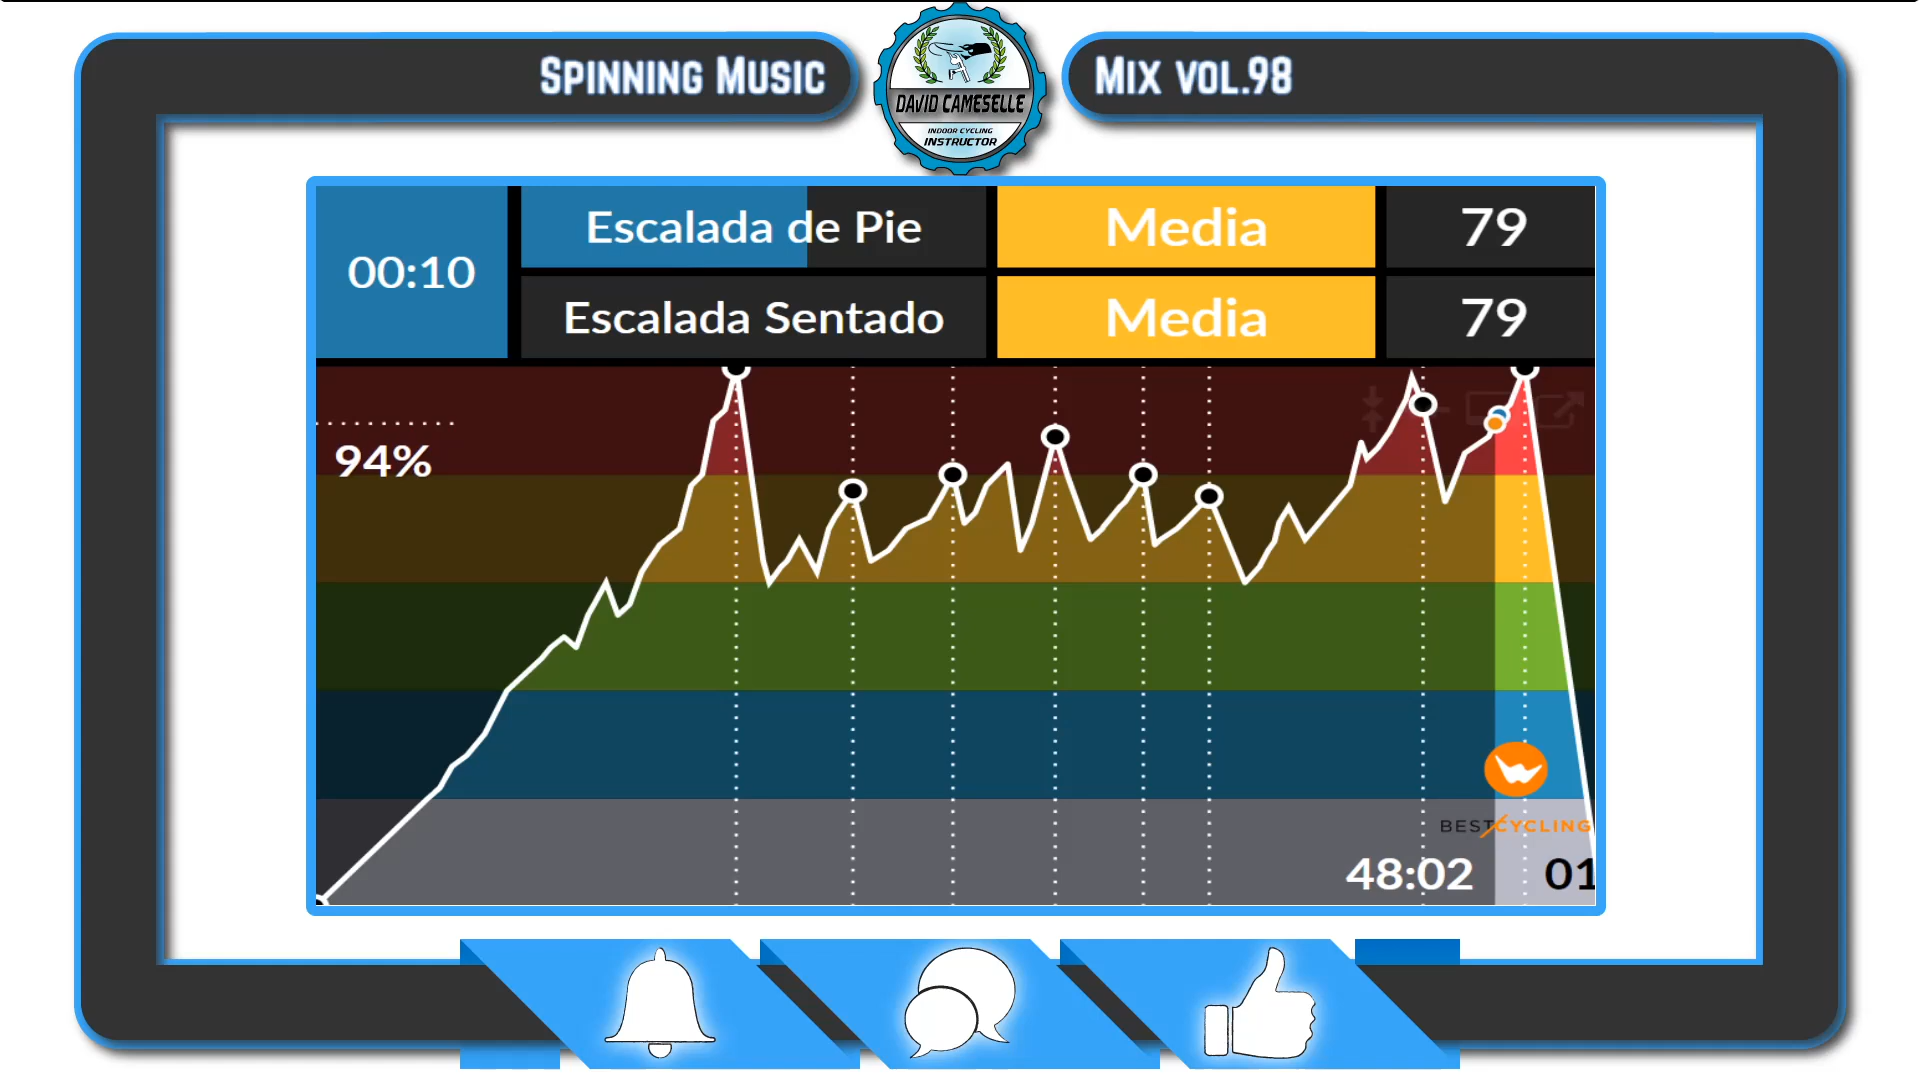 SPINNING MUSIC
MIX VOL.98
DAVID CAMESELLE
INDOOR CYCLING
INSTRUCTOR
00:10
Escalada de Pie
Media
79
Escalada Sentado
Media
79
94%
BESTCYCLING
48:02
01